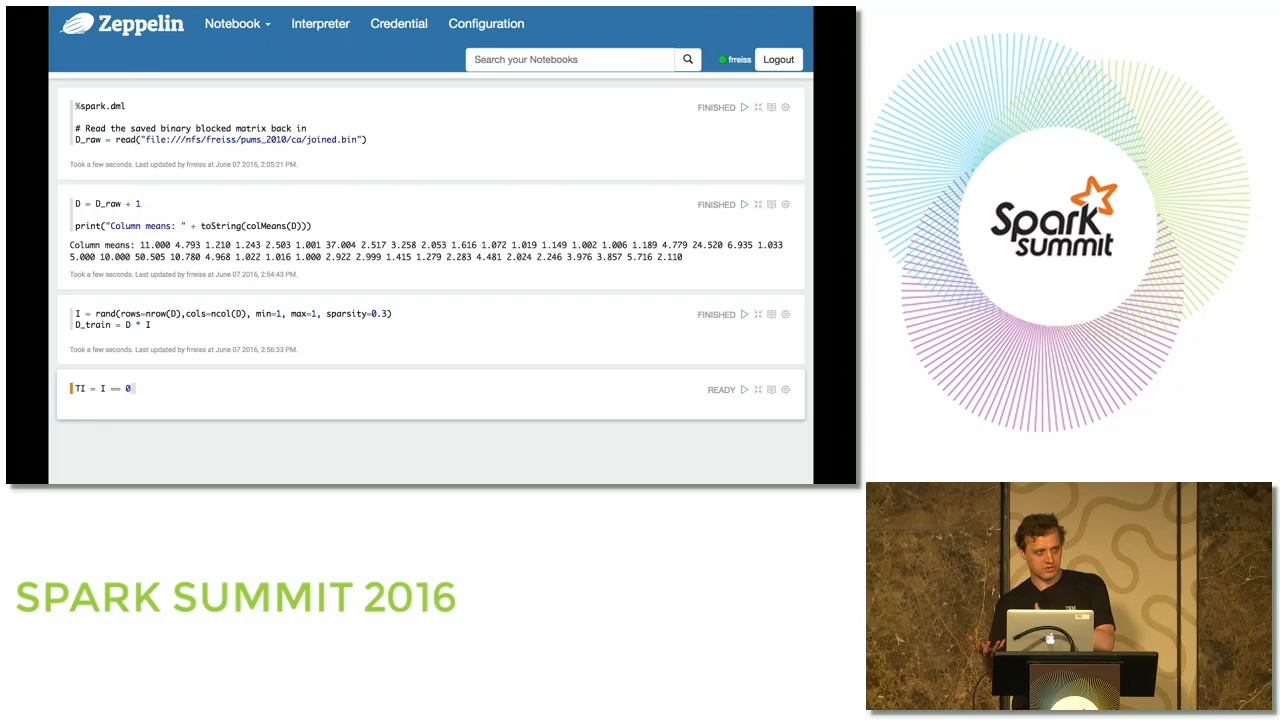 Zeppelin Notebook Interpreter Credential Configuration
Search your Notebooks frreiss Logout
%spark.dml FINISHED
# Read the saved binary blocked matrix back in
D_raw = read("file:///nfs/freiss/pums_2010/ca/joined.bin")
Took a few seconds. Last updated by frreiss at June 07 2016, 2:05:21 PM.
D = D_raw + 1 FINISHED
print("Column means: " + toString(colMeans(D)))
Column means: 11.000 4.793 1.210 1.243 2.503 1.001 37.004 2.517 3.258 2.053 1.616 1.072 1.019 1.149 1.002 1.006 1.189 4.779 24.520 6.935 1.033
5.000 10.000 50.505 10.780 4.968 1.022 1.016 1.000 2.922 2.999 1.415 1.279 2.283 4.481 2.024 2.246 3.976 3.857 5.716 2.110
Took a few seconds. Last updated by frreiss at June 07 2016, 2:54:43 PM.
I = rand(rows=nrow(D),cols=ncol(D), min=1, max=1, sparsity=0.3) FINISHED
D_train = D * I
Took a few seconds. Last updated by frreiss at June 07 2016, 2:56:33 PM.
TI = I == 0 READY
Spark
summit
SPARK SUMMIT 2016
IBM